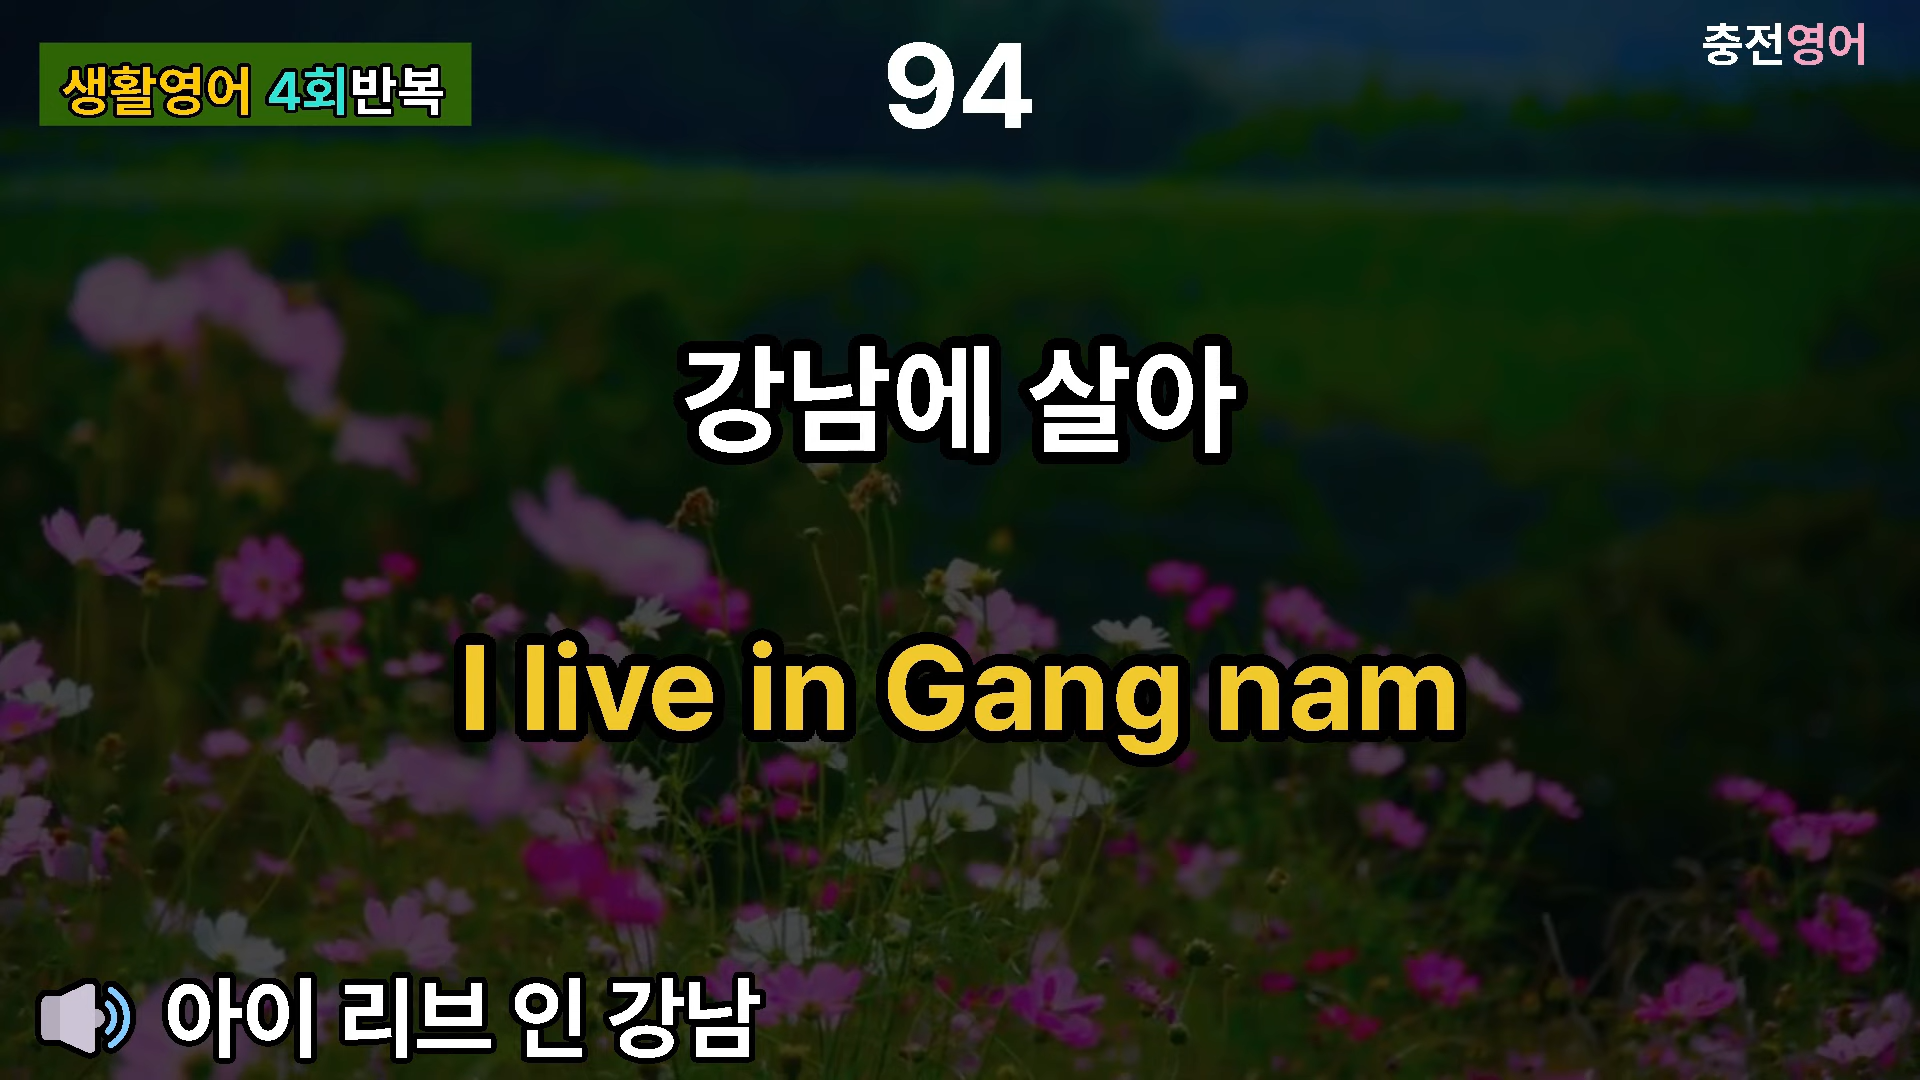 생활영어 4회반복
94
충전영어
강남에 살아
I live in Gang nam
아이 리브 인 강남